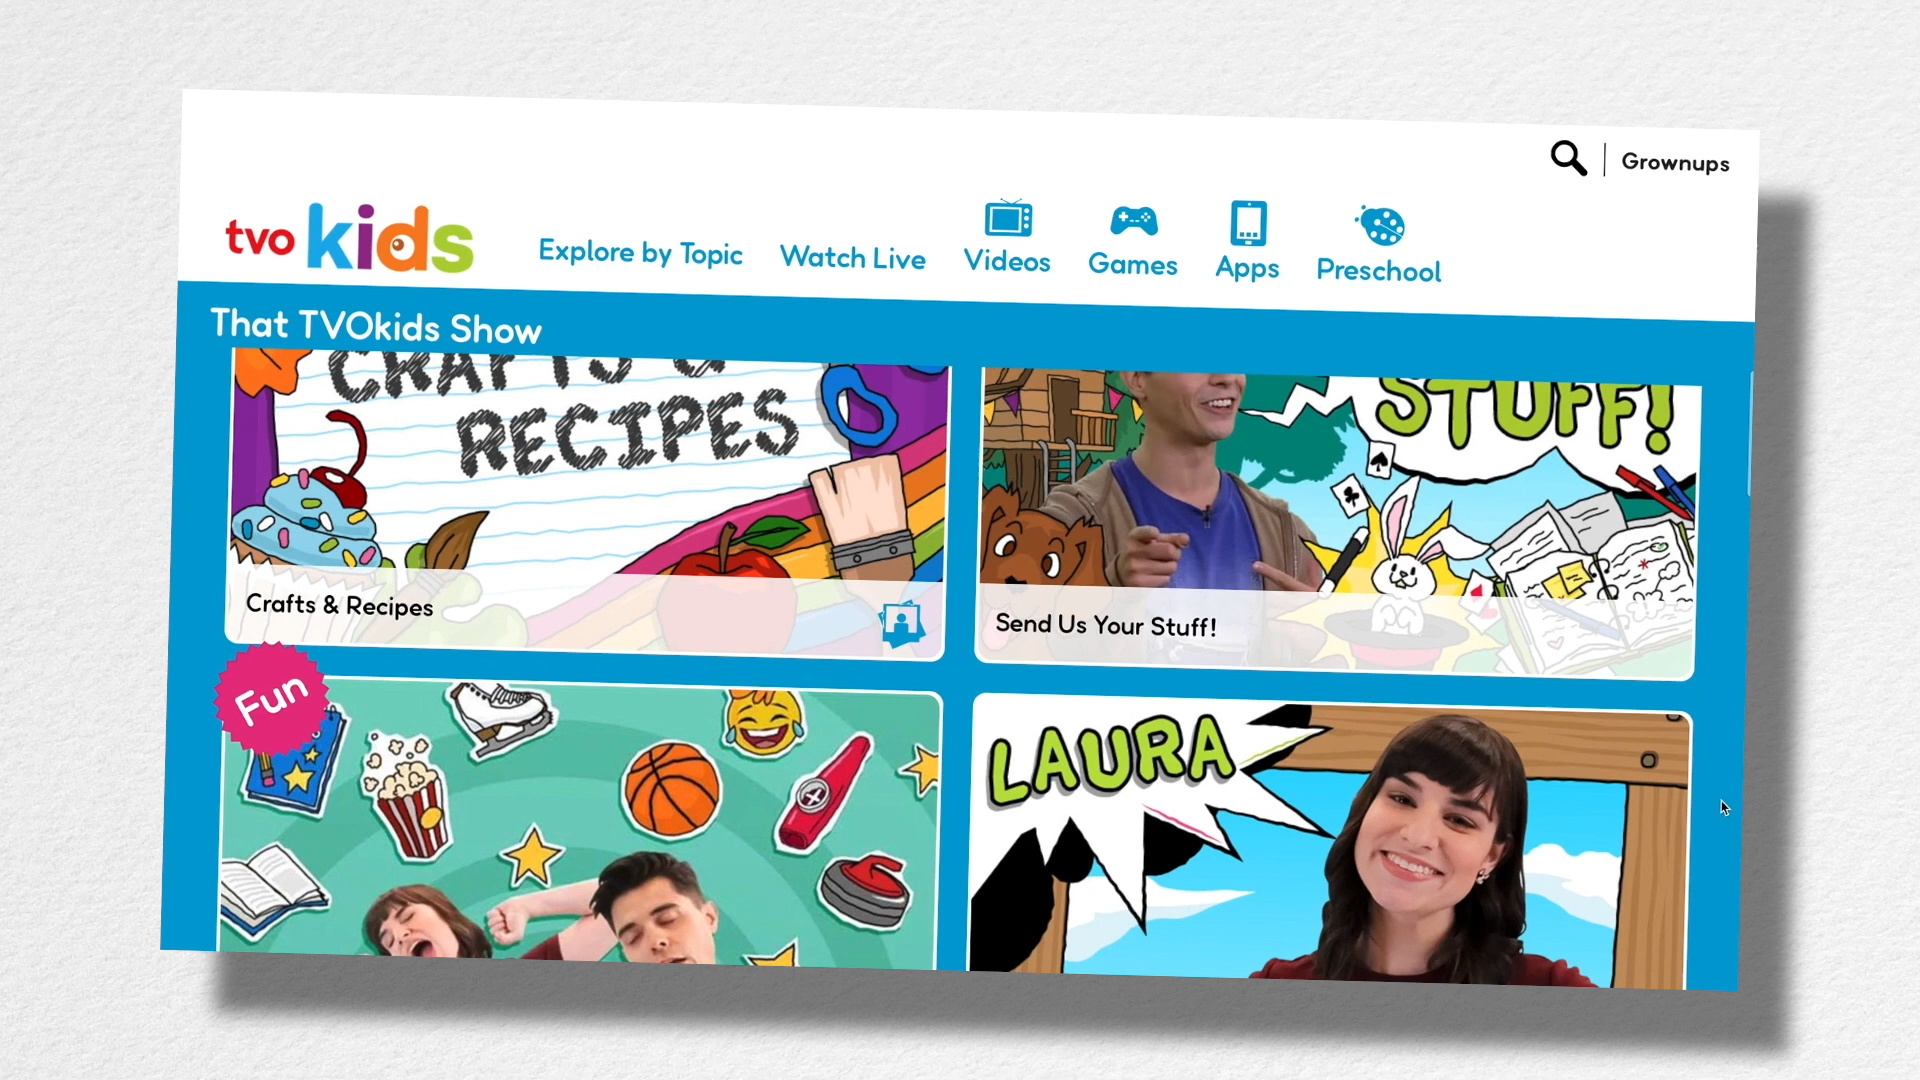 Grownups
tvo kids
Explore by Topic
Watch Live
Videos
Games
Apps
Preschool
That TVOkids Show
CRAFTS &
RECIPES
Crafts & Recipes
STUFF!
Send Us Your Stuff!
Fun
LAURA